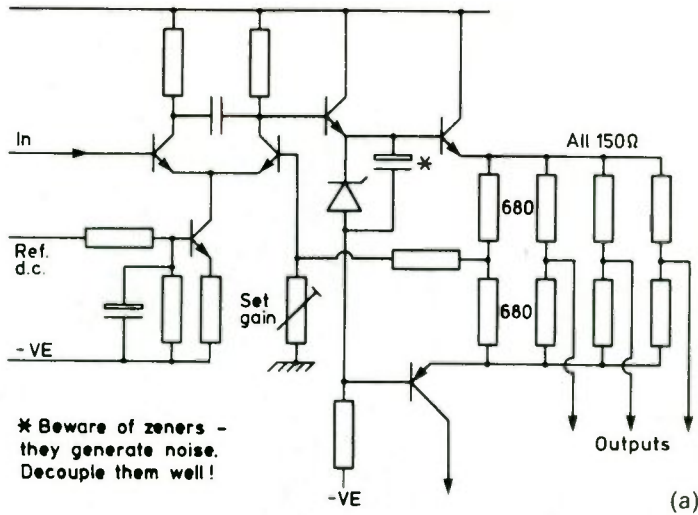 In
All 150Ω
*
680
Ref.
d.c.
Set
gain
680
-VE
* Beware of zeners -
they generate noise.
Decouple them well!
Outputs
-VE
(a)